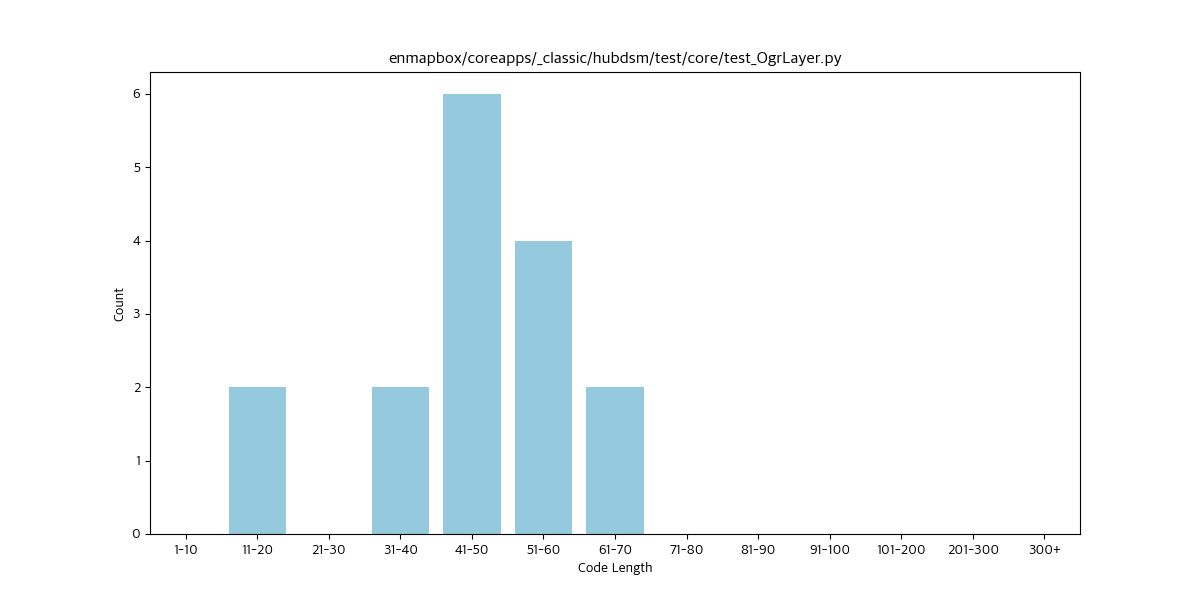 enmapbox/coreapps/_classic/hubdsm/test/core/test_OgrLayer.py
6
5
4
3
2
1
0
Count
1-10 11-20 21-30 31-40 41-50 51-60 61-70 71-80 81-90 91-100 101-200 201-300 300+
Code Length